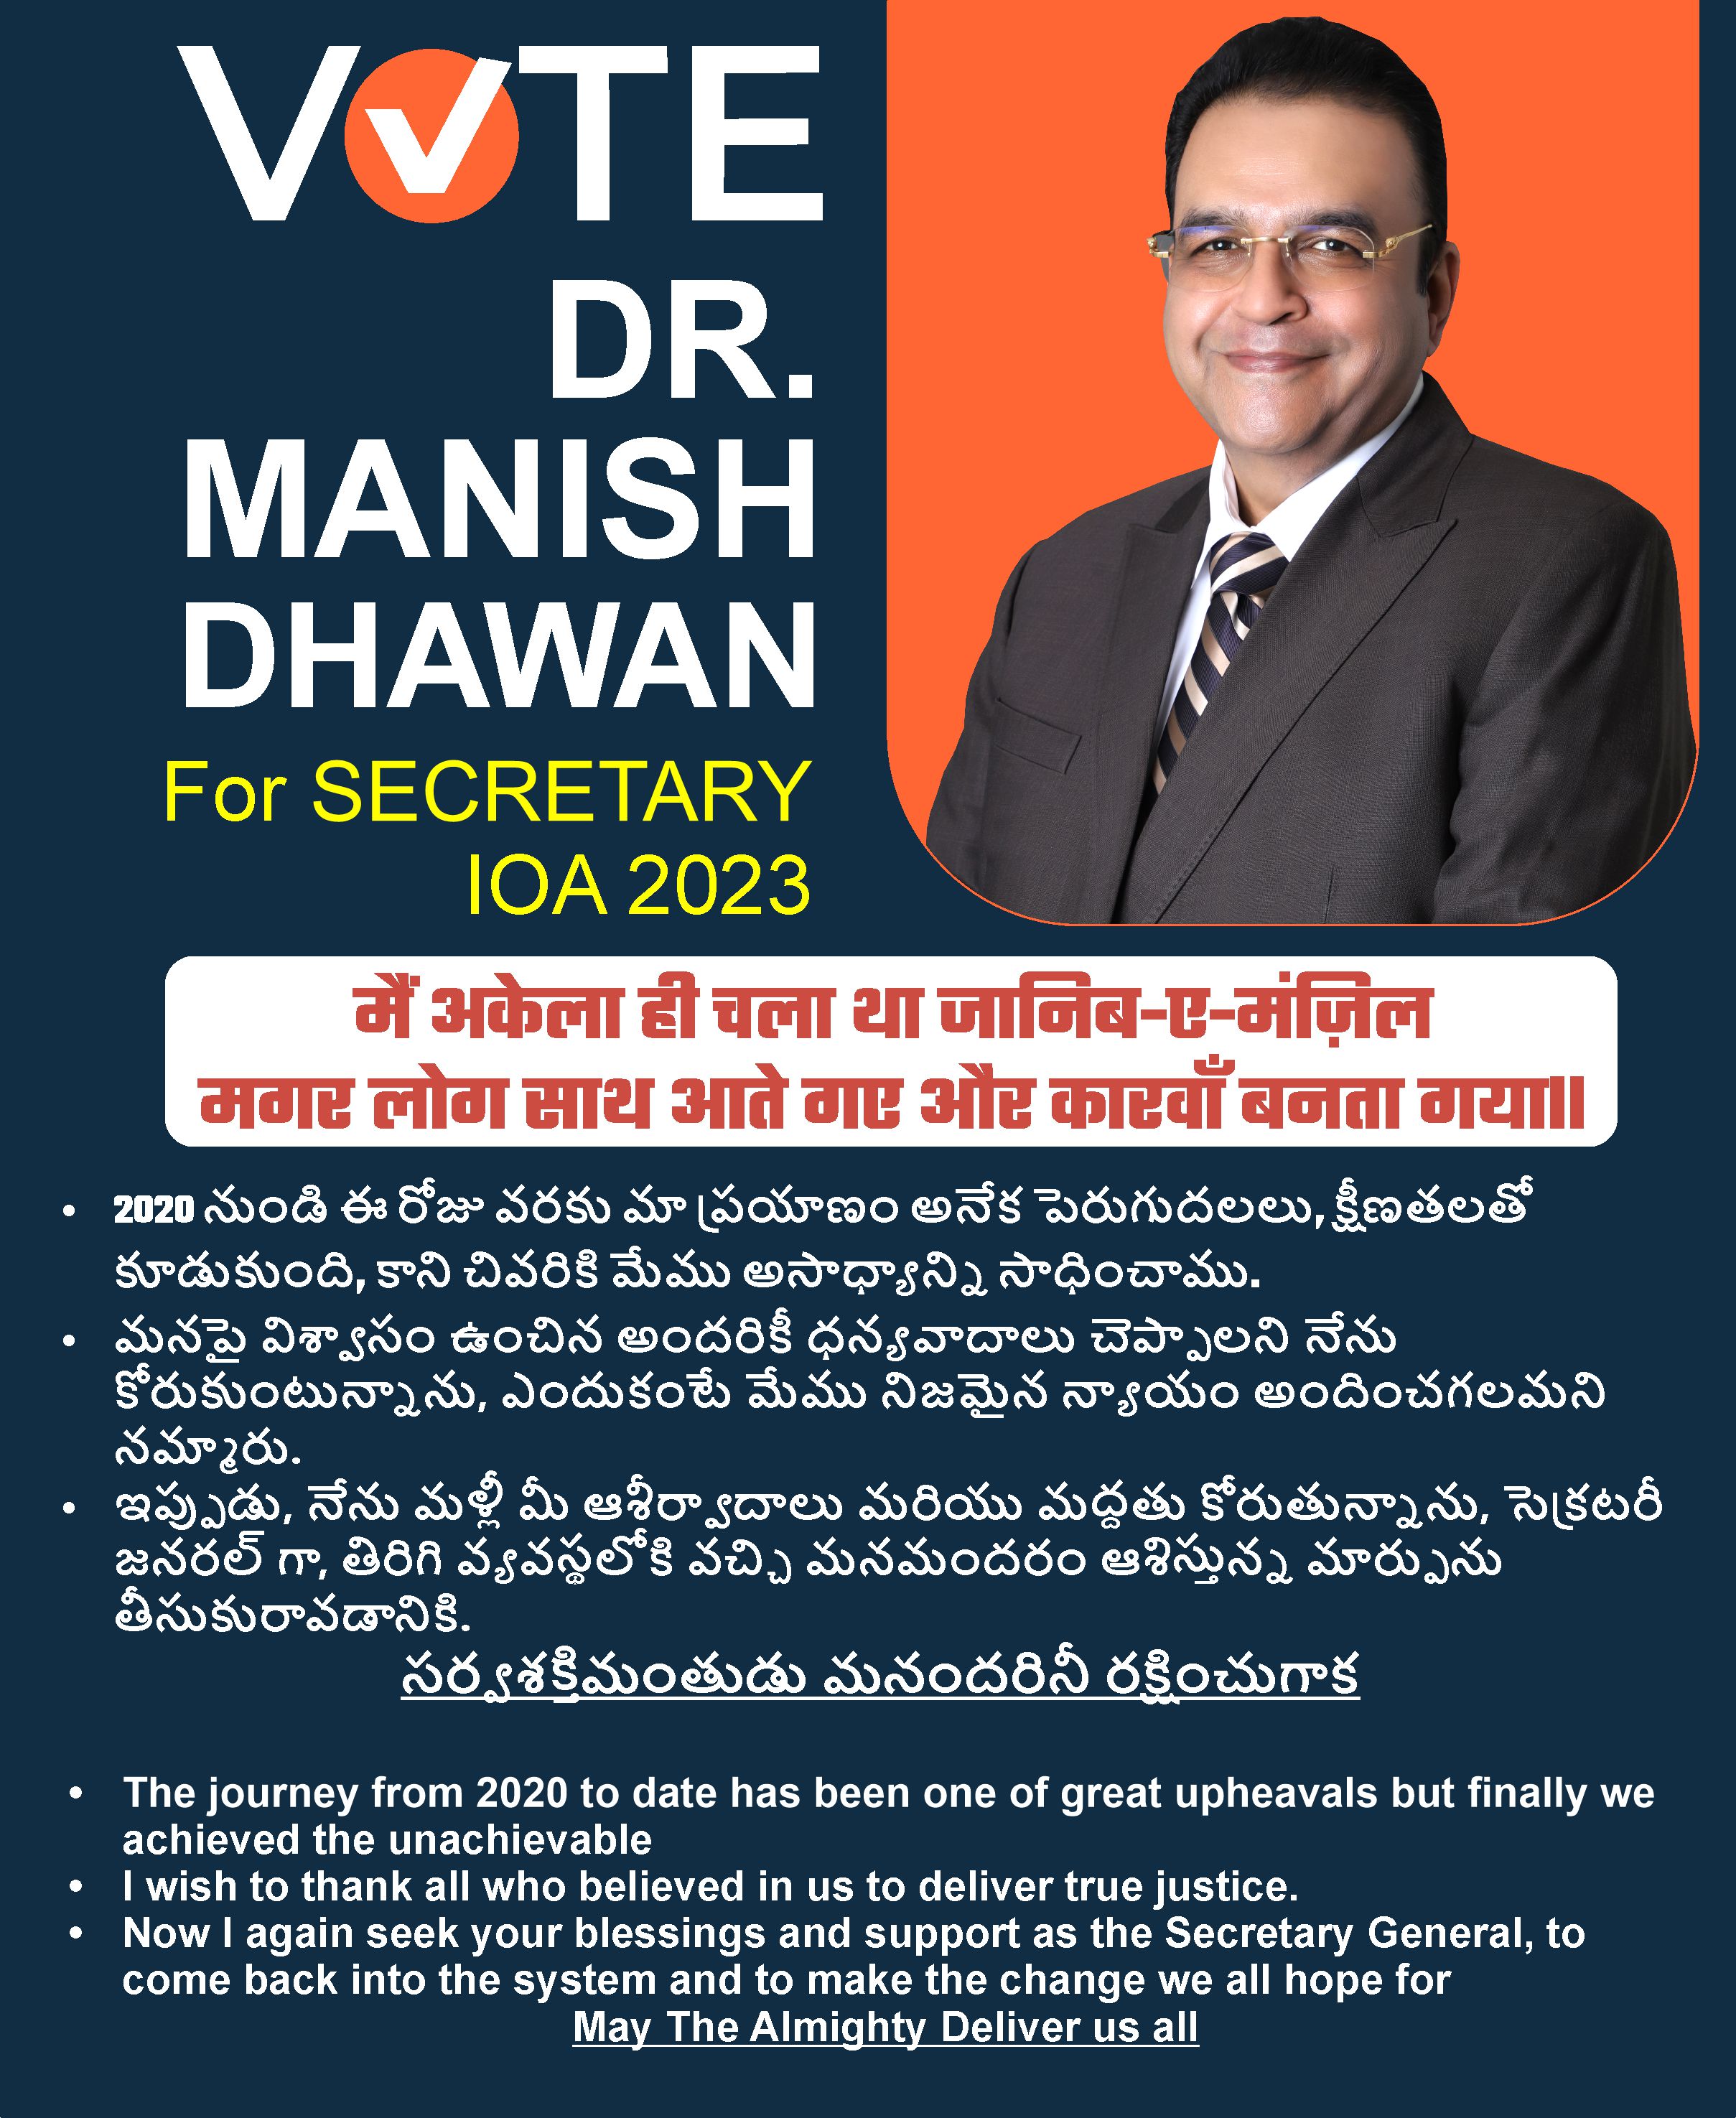 VOTE
DR.
MANISH
DHAWAN
For SECRETARY
IOA 2023
मैं अकेला ही चला था जानिब-ए-मंज़िल
मगर लोग साथ आते गए और कारवाँ बनता गया॥
• 2020 నుండి ఈ రోజు వరకు మా ప్రయాణం అనేక పెరుగుదలలు, క్షీణతలతో
కూడుకుంది, కాని చివరికి మేము అసాధ్యాన్ని సాధించాము.
• మనపై విశ్వాసం ఉంచిన అందరికీ ధన్యవాదాలు చెప్పాలని నేను
కోరుకుంటున్నాను, ఎందుకంటే మేము నిజమైన న్యాయం అందించగలమని
నమ్మారు.
• ఇప్పుడు, నేను మళ్లీ మీ ఆశీర్వాదాలు మరియు మద్దతు కోరుతున్నాను, సెక్రటరీ
జనరల్ గా, తిరిగి వ్యవస్థలోకి వచ్చి మనమందరం ఆశిస్తున్న మార్పును
తీసుకురావడానికి.
సర్వశక్తిమంతుడు మనందరినీ రక్షించుగాక
• The journey from 2020 to date has been one of great upheavals but finally we
achieved the unachievable
• I wish to thank all who believed in us to deliver true justice.
• Now I again seek your blessings and support as the Secretary General, to
come back into the system and to make the change we all hope for
May The Almighty Deliver us all